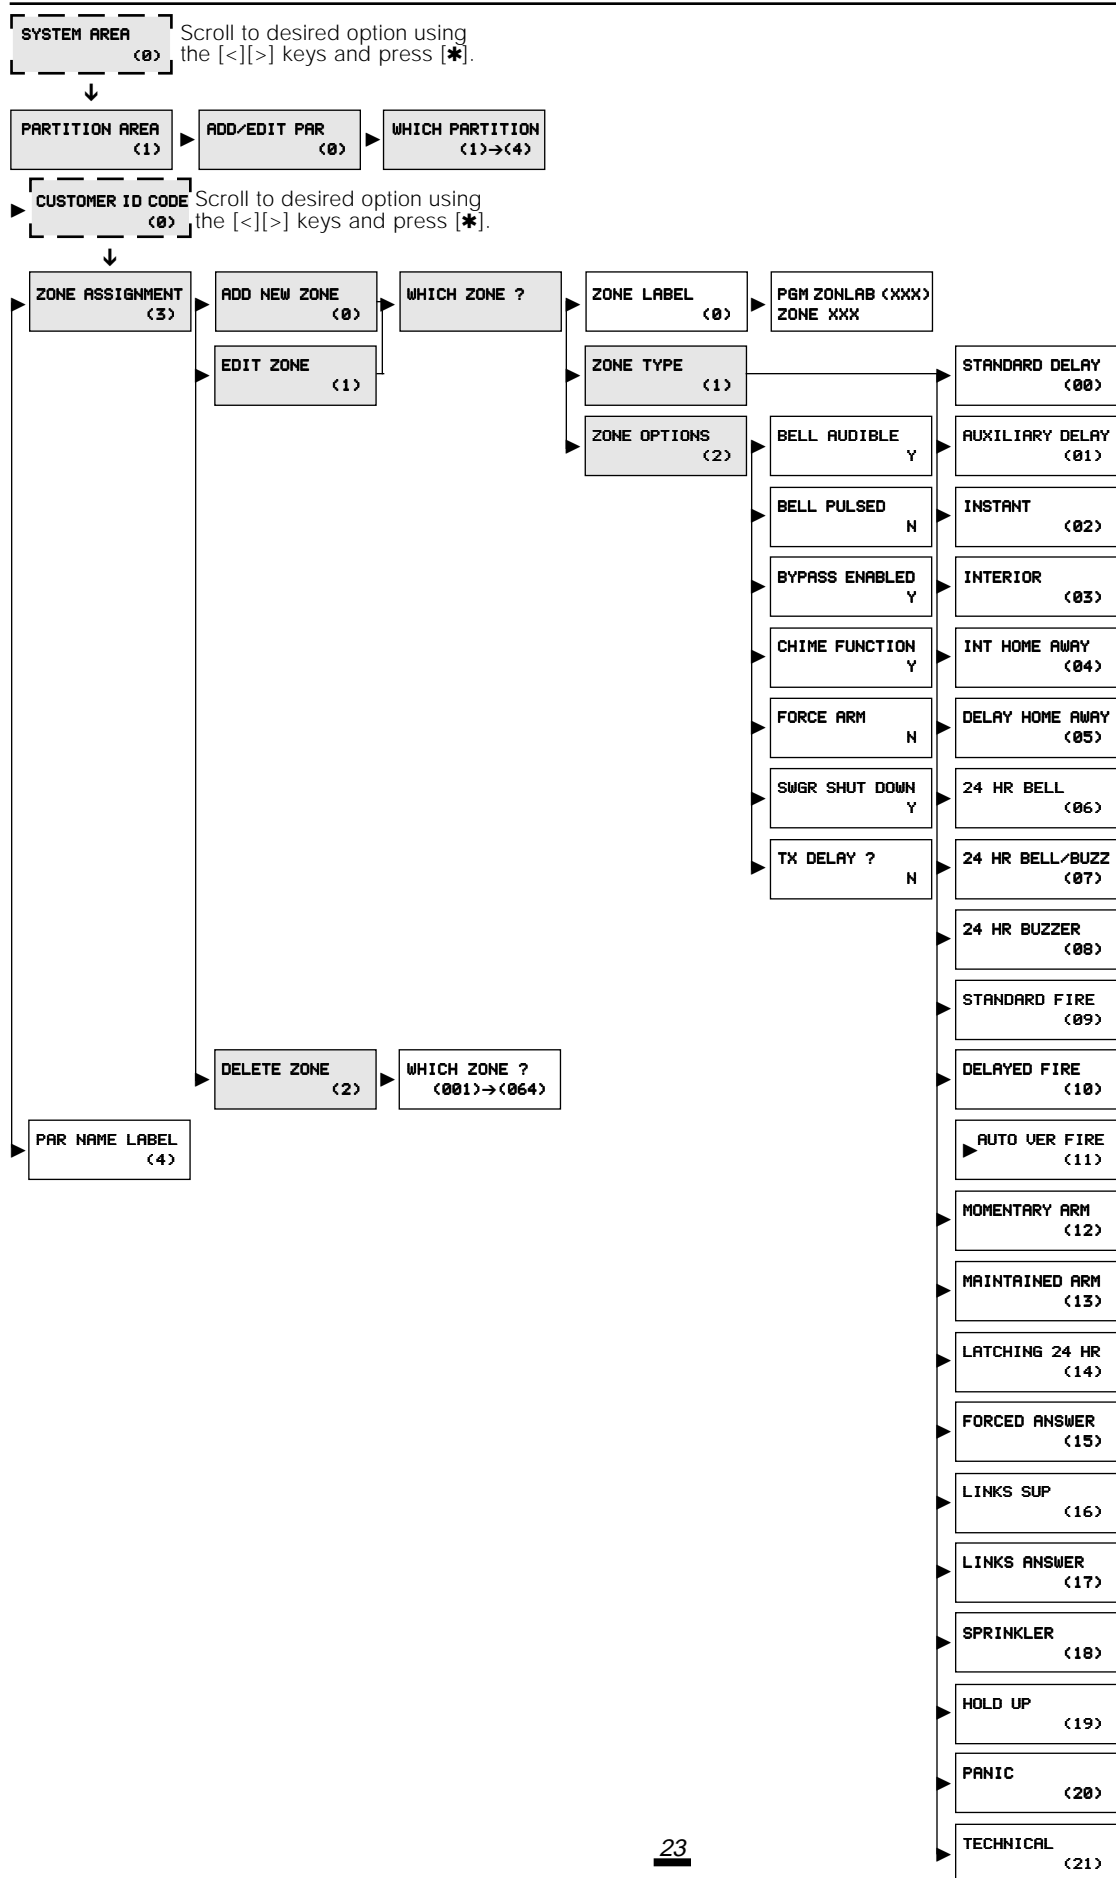 SYSTEM AREA
(0)
Scroll to desired option using
the [<][>] keys and press [✱].
PARTITION AREA
(1)
ADD/EDIT PAR
(0)
WHICH PARTITION
(1)→(4)
CUSTOMER ID CODE
(0)
Scroll to desired option using
the [<][>] keys and press [✱].
ZONE ASSIGNMENT
(3)
ADD NEW ZONE
(0)
WHICH ZONE ?
ZONE LABEL
(0)
PGM ZONLAB (XXX)
ZONE XXX
EDIT ZONE
(1)
ZONE TYPE
(1)
STANDARD DELAY
(00)
ZONE OPTIONS
(2)
BELL AUDIBLE
Y
AUXILIARY DELAY
(01)
BELL PULSED
N
INSTANT
(02)
BYPASS ENABLED
Y
INTERIOR
(03)
CHIME FUNCTION
Y
INT HOME AWAY
(04)
FORCE ARM
N
DELAY HOME AWAY
(05)
SWGR SHUT DOWN
Y
24 HR BELL
(06)
TX DELAY ?
N
24 HR BELL/BUZZ
(07)
24 HR BUZZER
(08)
STANDARD FIRE
(09)
DELETE ZONE
(2)
WHICH ZONE ?
(001)→(064)
DELAYED FIRE
(10)
PAR NAME LABEL
(4)
AUTO VER FIRE
(11)
MOMENTARY ARM
(12)
MAINTAINED ARM
(13)
LATCHING 24 HR
(14)
FORCED ANSWER
(15)
LINKS SUP
(16)
LINKS ANSWER
(17)
SPRINKLER
(18)
HOLD UP
(19)
PANIC
(20)
TECHNICAL
(21)
23